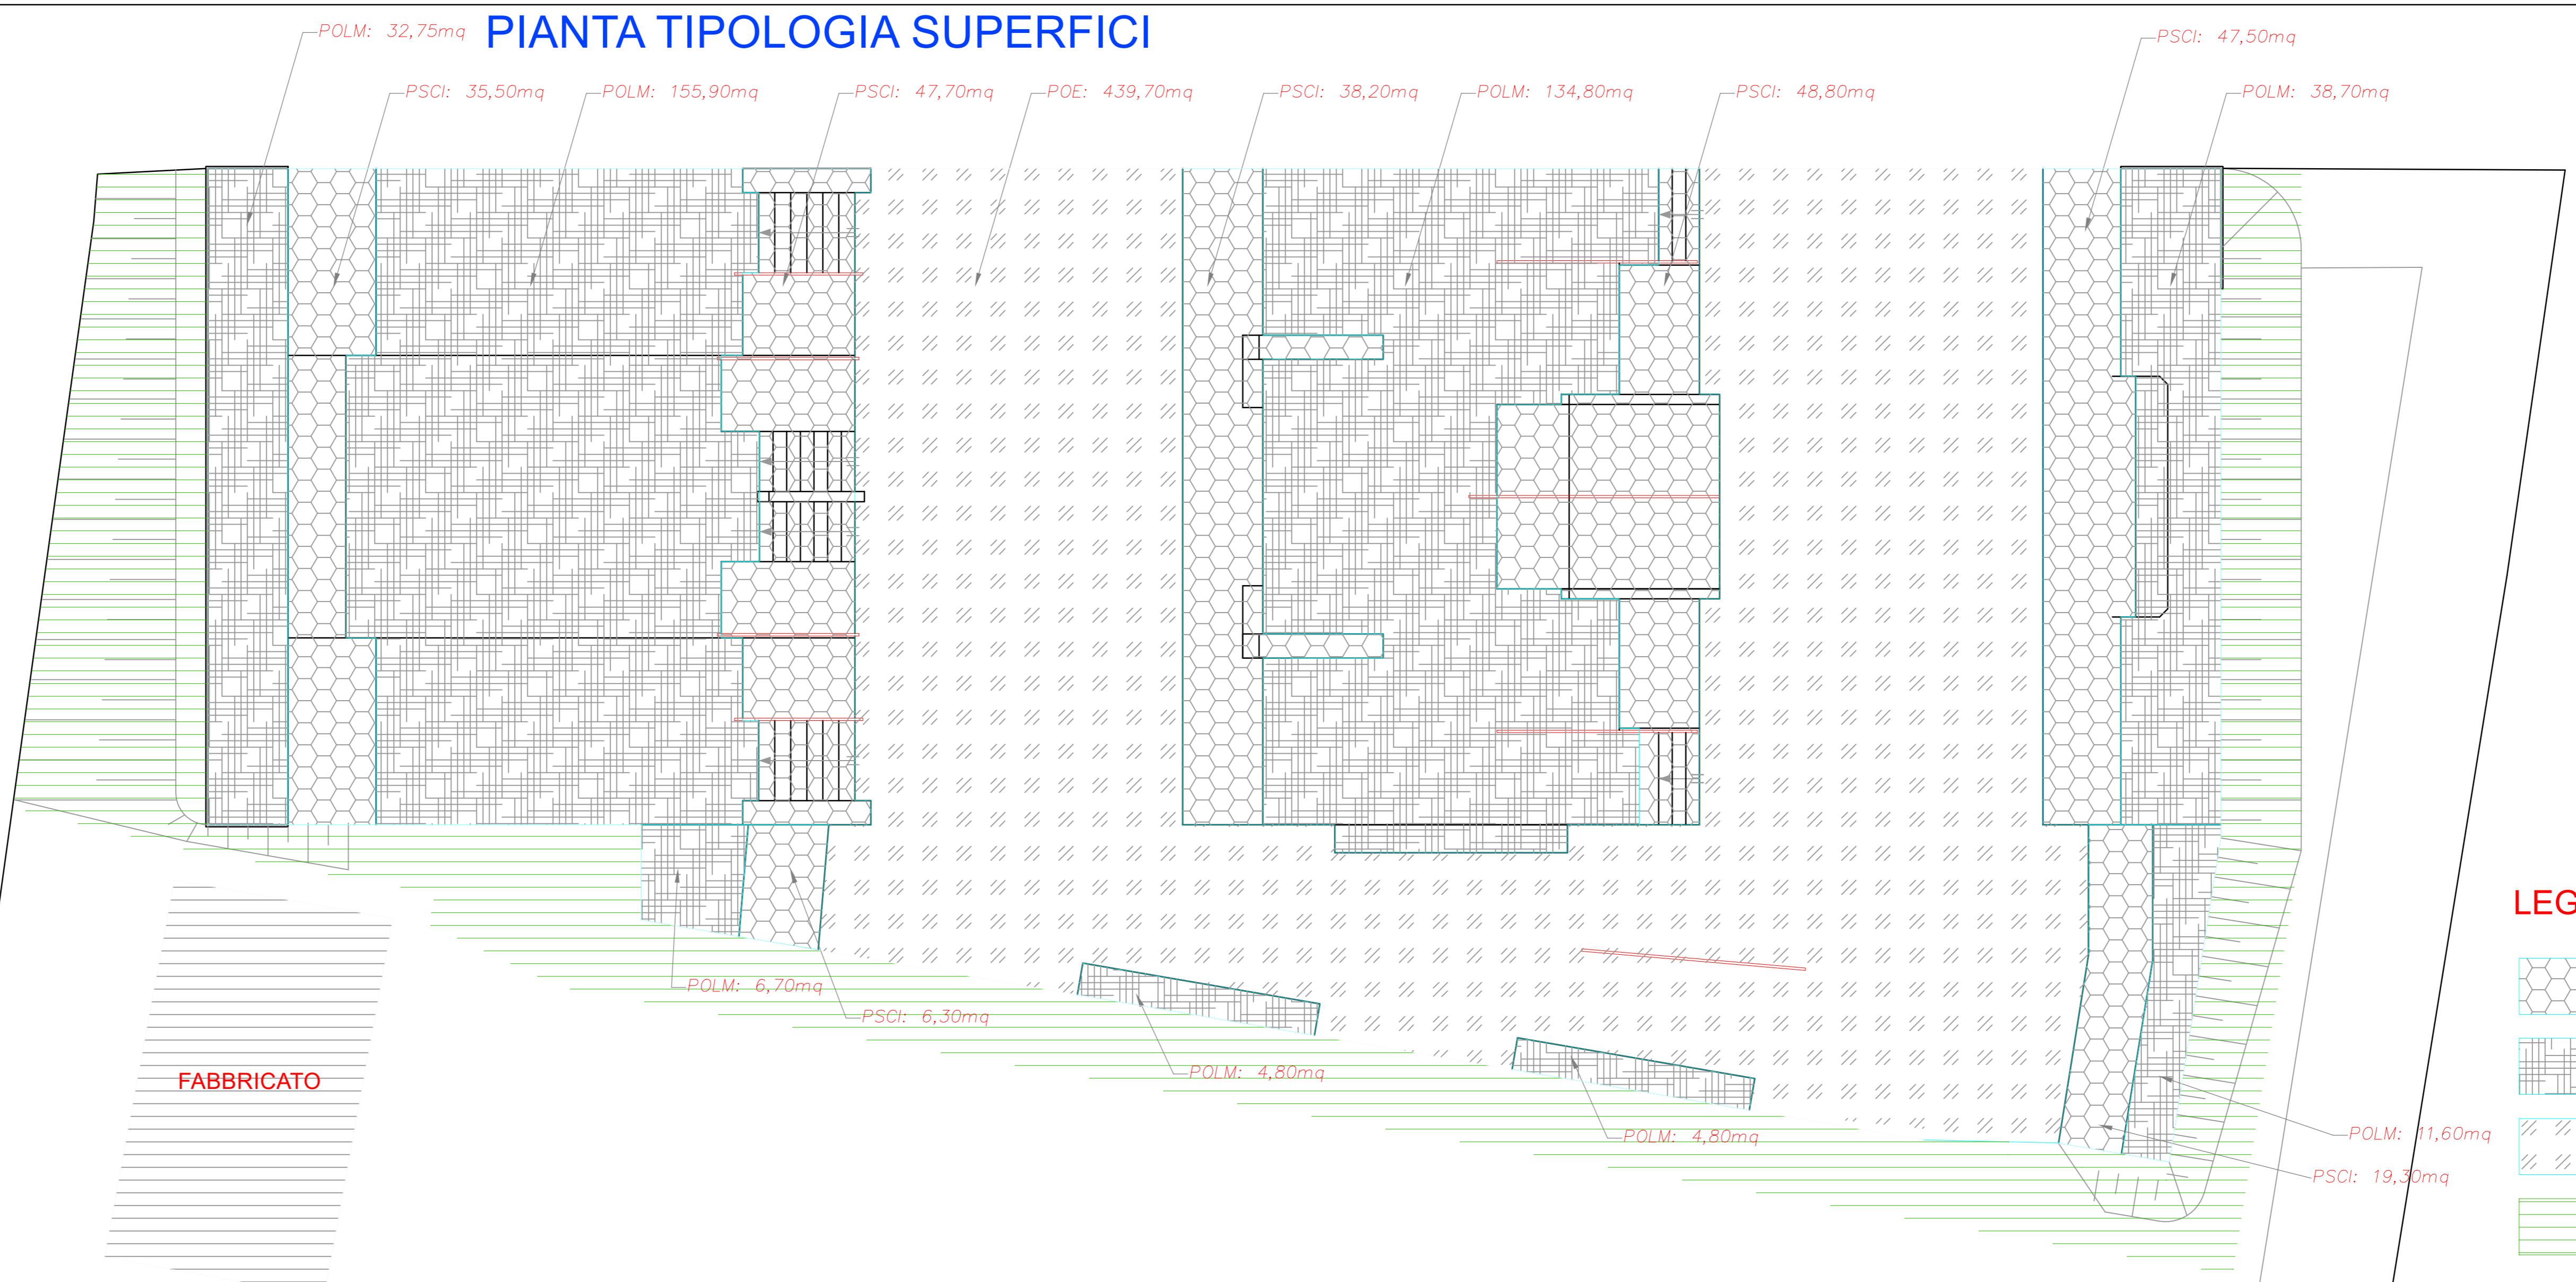 PIANTA TIPOLOGIA SUPERFICI
POLM: 32,75mq
PSCI: 47,50mq
PSCI: 35,50mq
POLM: 155,90mq
PSCI: 47,70mq
POE: 439,70mq
PSCI: 38,20mq
POLM: 134,80mq
PSCI: 48,80mq
POLM: 38,70mq
LEG
POLM: 6,70mq
PSCI: 6,30mq
POLM: 4,80mq
FABBRICATO
POLM: 4,80mq
POLM: 11,60mq
PSCI: 19,30mq